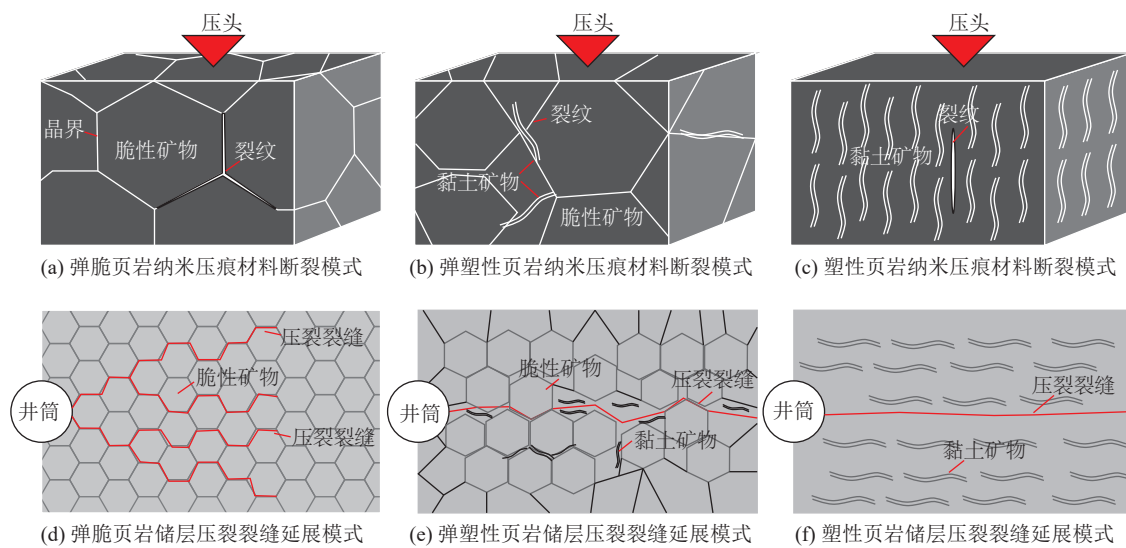 压头
压头
压头
晶界
脆性矿物
裂纹
裂纹
黏土矿物
脆性矿物
裂纹
黏土矿物
(a) 弹脆页岩纳米压痕材料断裂模式
(b) 弹塑性页岩纳米压痕材料断裂模式
(c) 塑性页岩纳米压痕材料断裂模式
井筒
压裂裂缝
脆性矿物
压裂裂缝
井筒
脆性矿物
压裂裂缝
黏土矿物
井筒
压裂裂缝
黏土矿物
(d) 弹脆页岩储层压裂裂缝延展模式
(e) 弹塑性页岩储层压裂裂缝延展模式
(f) 塑性页岩储层压裂裂缝延展模式